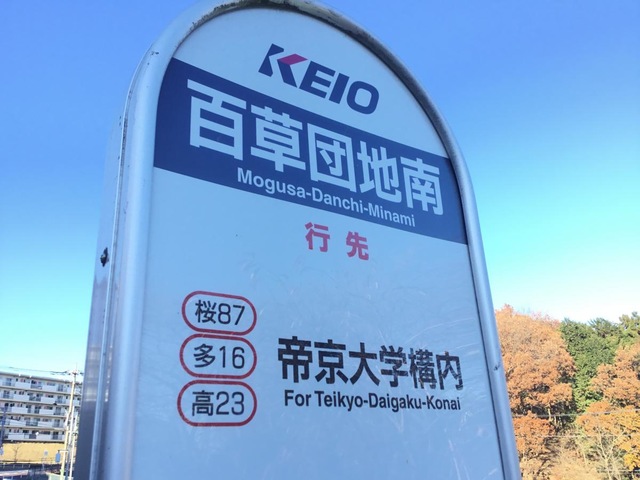 KEIO
百草団地南
Mogusa-Danchi-Minami
行先
桜87
多16
高23
帝京大学構内
For Teikyo-Daigaku-Konai